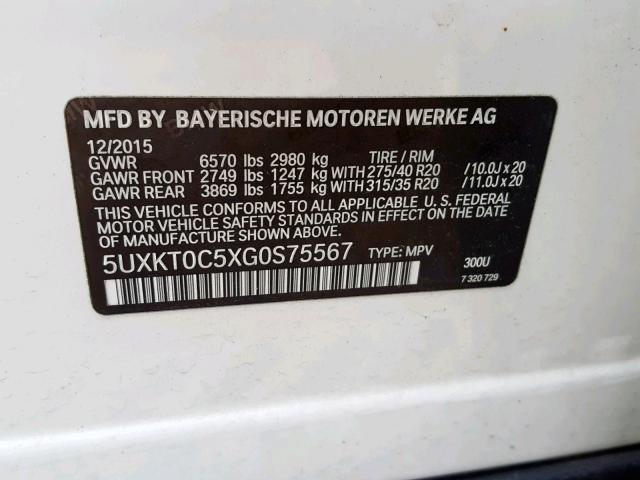 MFD BY BAYERISCHE MOTOREN WERKE AG
12/2015
GVWR 6570 lbs 2980 kg TIRE / RIM
GAWR FRONT 2749 lbs 1247 kg WITH 275/40 R20 /10.0J x 20
GAWR REAR 3869 lbs 1755 kg WITH 315/35 R20 /11.0J x 20
THIS VEHICLE CONFORMS TO ALL APPLICABLE U. S. FEDERAL
MOTOR VEHICLE SAFETY STANDARDS IN EFFECT ON THE
DATE OF MANUFACTURE SHOWN ABOVE.
5UXKT0C5XG0S75567 TYPE: MPV 300U
7 320 729